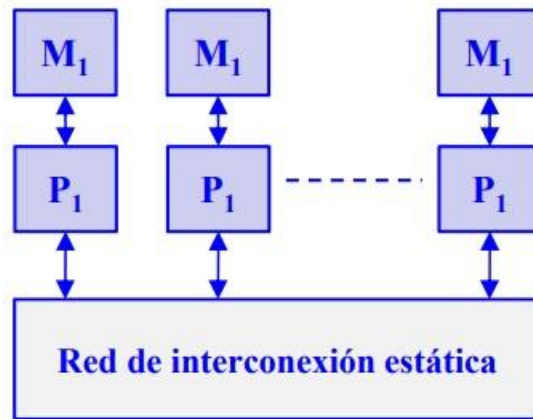 M₁ M₁ M₁
P₁ P₁ P₁
Red de interconexión estática